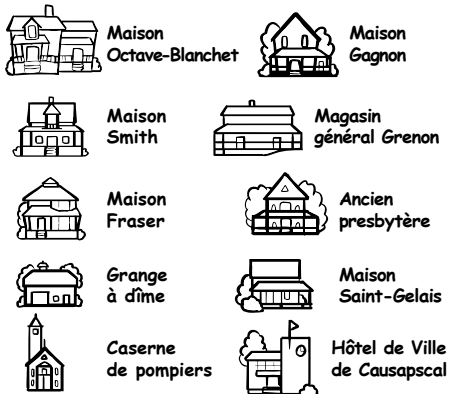 Maison
Octave-Blanchet
Maison
Gagnon
Maison
Smith
Magasin
général Grenon
Maison
Fraser
Ancien
presbytère
Grange
à dîme
Maison
Saint-Gelais
Caserne
de pompiers
Hôtel de Ville
de Causapscal